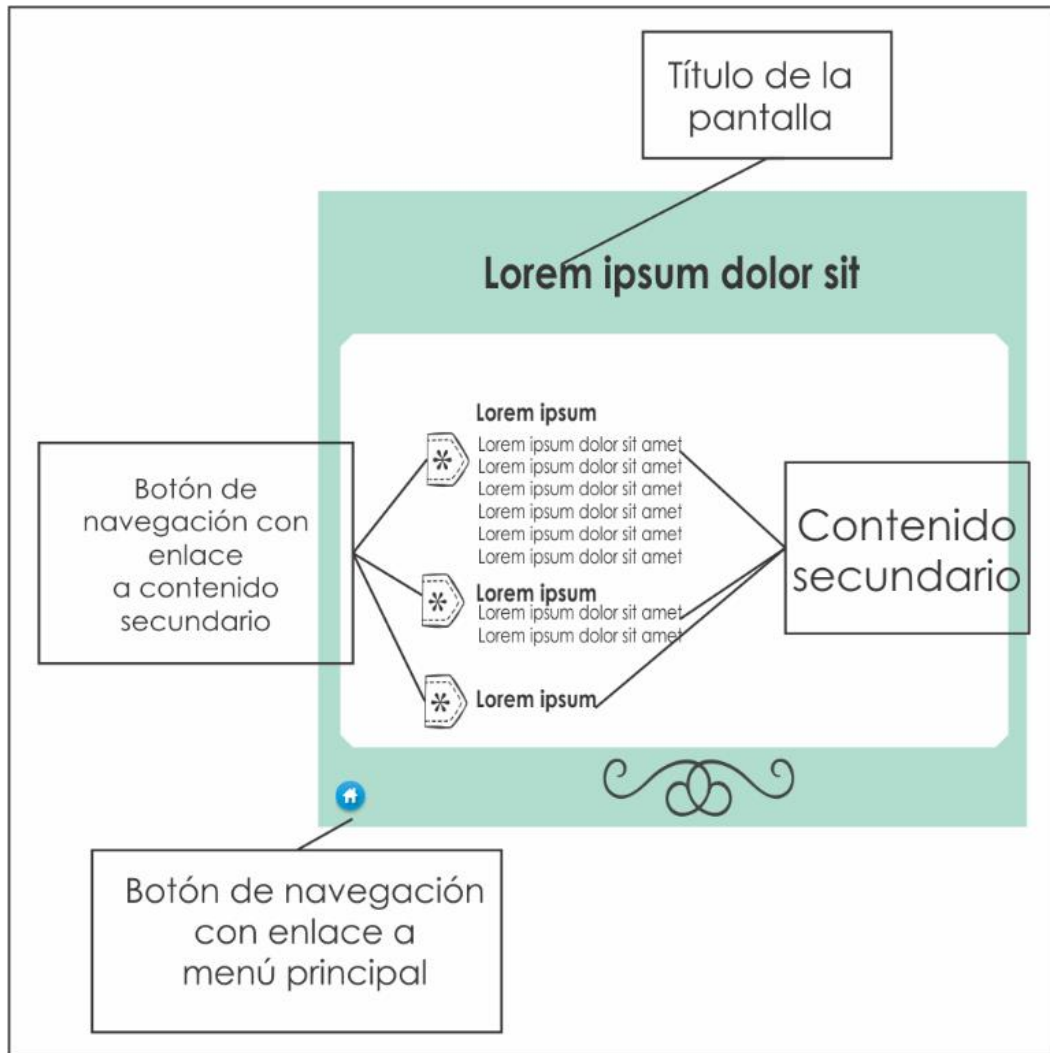 Título de la
pantalla
Lorem ipsum dolor sit
Lorem ipsum
Lorem ipsum dolor sit amet
Lorem ipsum dolor sit amet
Lorem ipsum dolor sit amet
Lorem ipsum dolor sit amet
Lorem ipsum dolor sit amet
Lorem ipsum dolor sit amet
Lorem ipsum
Lorem ipsum dolor sit amet
Lorem ipsum dolor sit amet
Lorem ipsum
Botón de
navegación con
enlace
a contenido
secundario
Contenido
secundario
Botón de navegación
con enlace a
menú principal